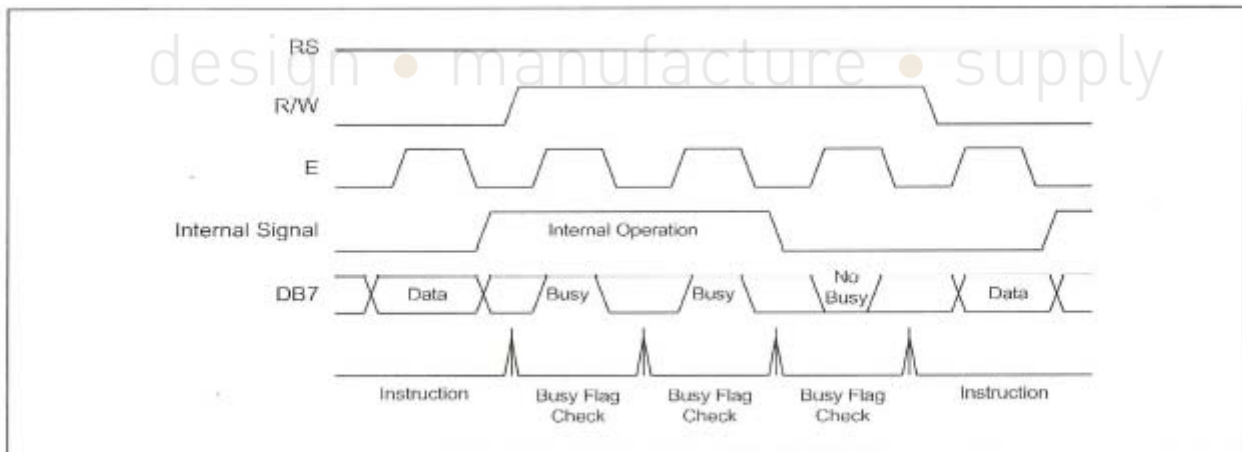 RS
design • manufacture • supply
R/W
E
Internal Signal
Internal Operation
DB7
Data
Busy
Busy
No
Busy
Data
Instruction
Busy Flag
Check
Busy Flag
Check
Busy Flag
Check
Instruction